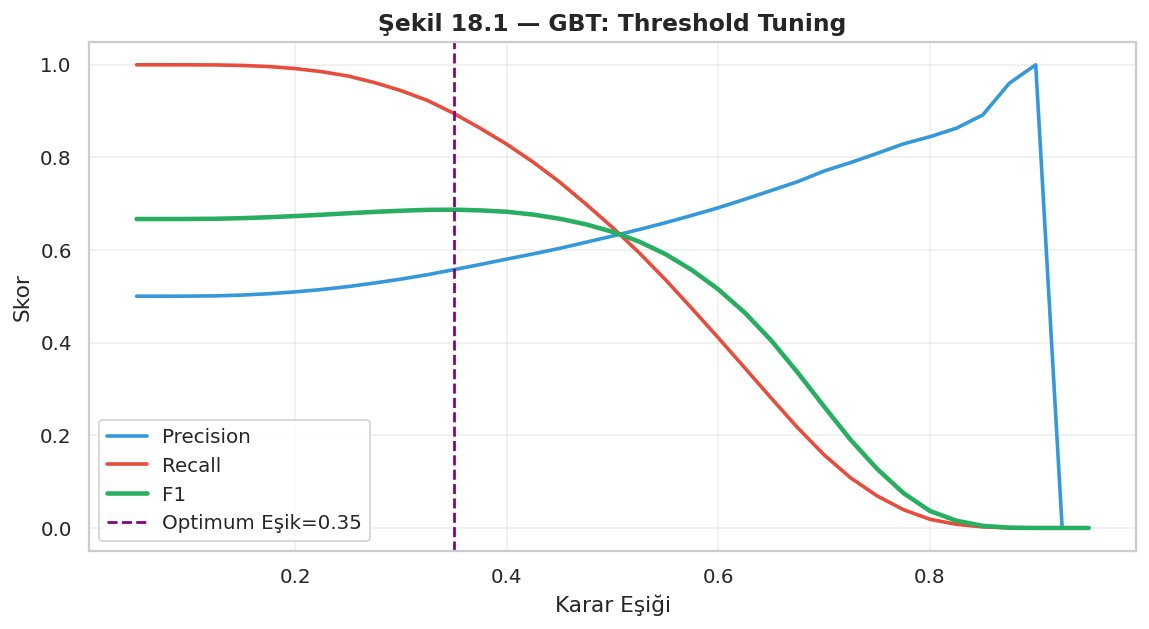 Şekil 18.1 — GBT: Threshold Tuning
Skor
1.0
0.8
0.6
0.4
0.2
0.0
Precision
Recall
F1
Optimum Eşik=0.35
0.2
0.4
0.6
0.8
Karar Eşiği